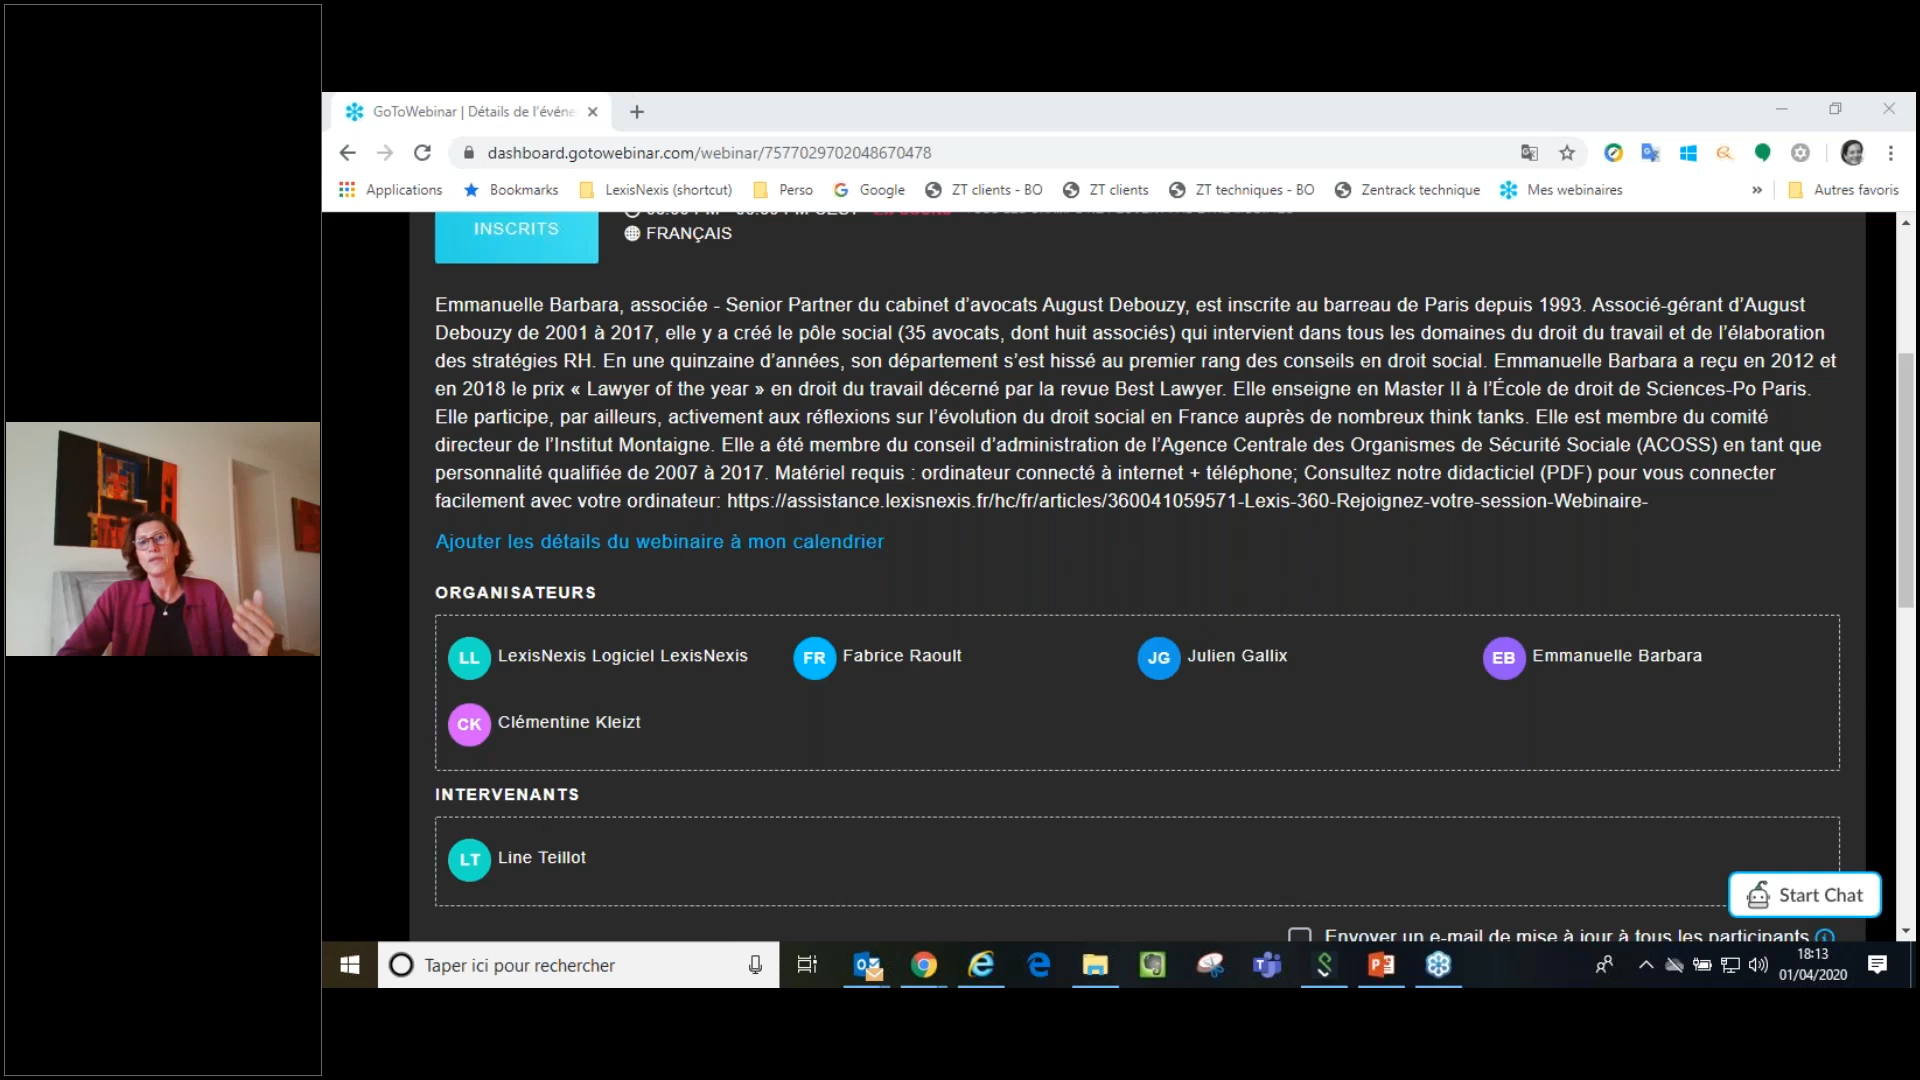 GoToWebinar | Détails de l'événe
dashboard.gotowebinar.com/webinar/7577029702048670478
Applications Bookmarks LexisNexis (shortcut) Perso Google ZT clients - BO ZT clients ZT techniques - BO Zentrack technique Mes webinaires » Autres favoris
INSCRITS
FRANÇAIS
Emmanuelle Barbara, associée - Senior Partner du cabinet d'avocats August Debouzy, est inscrite au barreau de Paris depuis 1993. Associé-gérant d'August
Debouzy de 2001 à 2017, elle y a créé le pôle social (35 avocats, dont huit associés) qui intervient dans tous les domaines du droit du travail et de l'élaboration
des stratégies RH. En une quinzaine d'années, son département s'est hissé au premier rang des conseils en droit social. Emmanuelle Barbara a reçu en 2012 et
en 2018 le prix « Lawyer of the year » en droit du travail décerné par la revue Best Lawyer. Elle enseigne en Master II à l'École de droit de Sciences-Po Paris.
Elle participe, par ailleurs, activement aux réflexions sur l'évolution du droit social en France auprès de nombreux think tanks. Elle est membre du comité
directeur de l'Institut Montaigne. Elle a été membre du conseil d'administration de l'Agence Centrale des Organismes de Sécurité Sociale (ACOSS) en tant que
personnalité qualifiée de 2007 à 2017. Matériel requis : ordinateur connecté à internet + téléphone; Consultez notre didacticiel (PDF) pour vous connecter
facilement avec votre ordinateur: https://assistance.lexisnexis.fr/hc/fr/articles/360041059571-Lexis-360-Rejoignez-votre-session-Webinaire-
Ajouter les détails du webinaire à mon calendrier
ORGANISATEURS
LL LexisNexis Logiciel LexisNexis FR Fabrice Raoult JG Julien Gallix EB Emmanuelle Barbara
CK Clémentine Kleizt
INTERVENANTS
LT Line Teillot
Start Chat
Envoyer un e-mail de mise à jour à tous les participants
Taper ici pour rechercher
18:13
01/04/2020